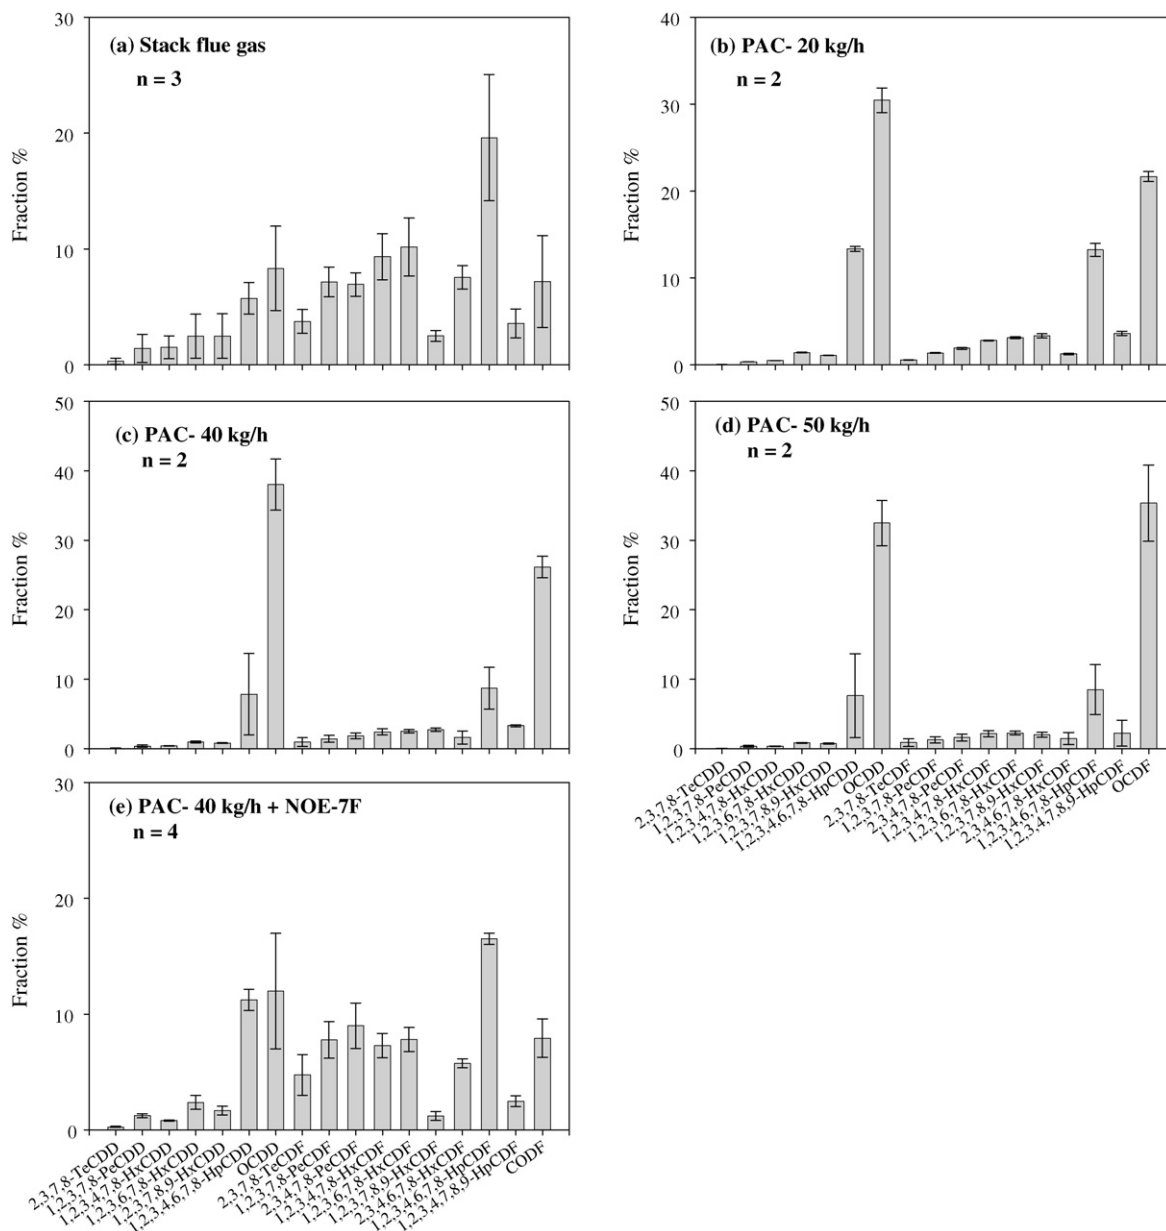 30
20
10
0
Fraction %
(a) Stack flue gas
n = 3
40
30
20
10
0
Fraction %
(b) PAC- 20 kg/h
n = 2
50
40
30
20
10
0
Fraction %
(c) PAC- 40 kg/h
n = 2
50
40
30
20
10
0
Fraction %
(d) PAC- 50 kg/h
n = 2
2,3,7,8-TeCDD
1,2,3,7,8-PeCDD
1,2,3,4,7,8-HxCDD
1,2,3,6,7,8-HxCDD
1,2,3,7,8,9-HxCDD
1,2,3,4,6,7,8-HpCDD
OCDD
2,3,7,8-TeCDF
1,2,3,7,8-PeCDF
2,3,4,7,8-PeCDF
1,2,3,4,7,8-HxCDF
1,2,3,6,7,8-HxCDF
1,2,3,7,8,9-HxCDF
2,3,4,6,7,8-HxCDF
1,2,3,4,6,7,8-HpCDF
1,2,3,4,7,8,9-HpCDF
OCDF
30
20
10
0
Fraction %
(e) PAC- 40 kg/h + NOE-7F
n = 4
2,3,7,8-TeCDD
1,2,3,7,8-PeCDD
1,2,3,4,7,8-HxCDD
1,2,3,6,7,8-HxCDD
1,2,3,7,8,9-HxCDD
1,2,3,4,6,7,8-HpCDD
OCDD
2,3,7,8-TeCDF
1,2,3,7,8-PeCDF
2,3,4,7,8-PeCDF
1,2,3,4,7,8-HxCDF
1,2,3,6,7,8-HxCDF
1,2,3,7,8,9-HxCDF
2,3,4,6,7,8-HxCDF
1,2,3,4,6,7,8-HpCDF
1,2,3,4,7,8,9-HpCDF
CODF